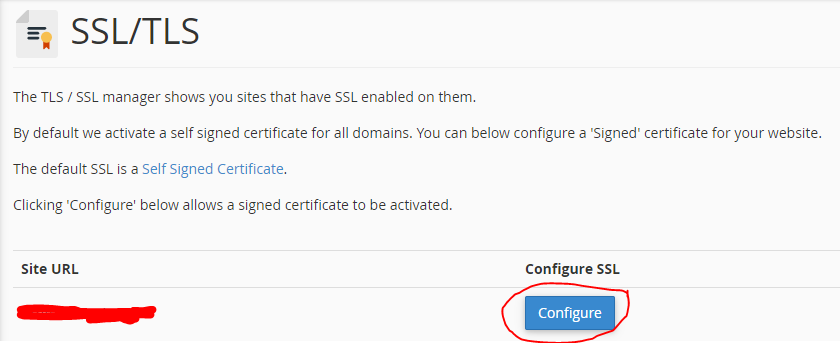 SSL/TLS
The TLS / SSL manager shows you sites that have SSL enabled on them.
By default we activate a self signed certificate for all domains. You can below configure a 'Signed' certificate for your website.
The default SSL is a Self Signed Certificate.
Clicking 'Configure' below allows a signed certificate to be activated.
Site URL Configure SSL
Configure